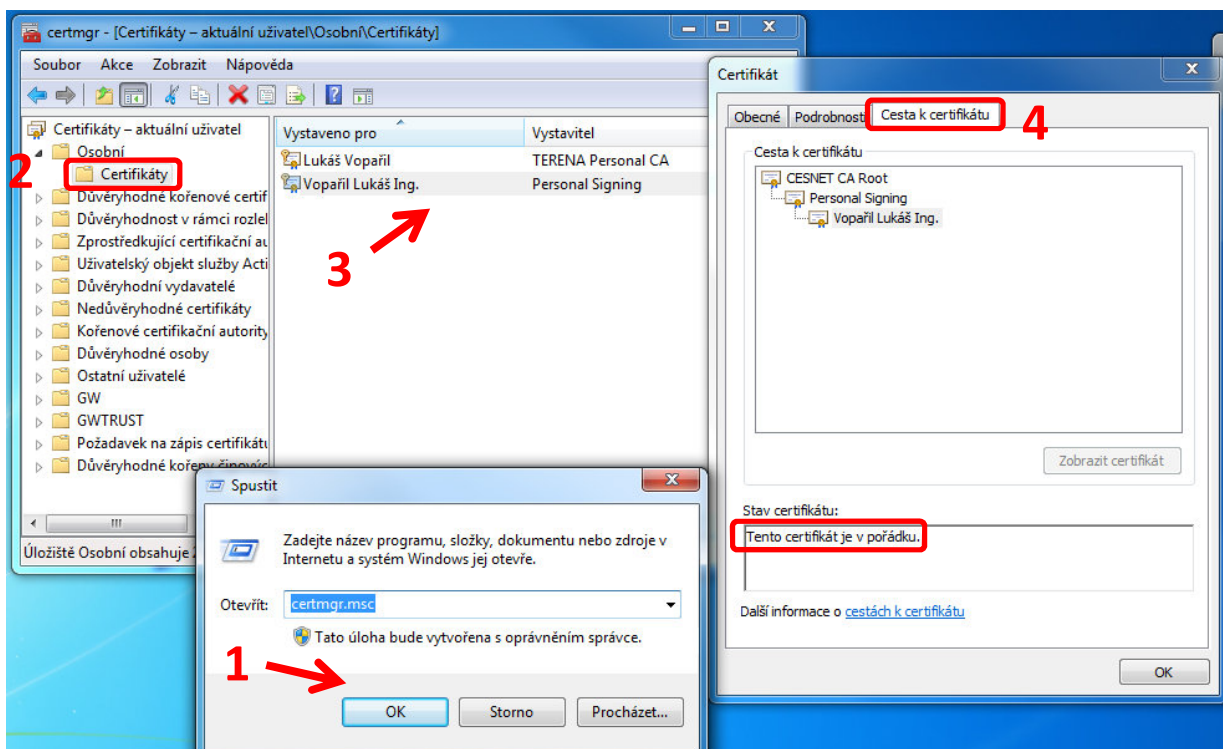 certmgr - [Certifikáty – aktuální uživatel\Osobní\Certifikáty]
Soubor Akce Zobrazit Nápověda
Certifikáty – aktuální uživatel
Osobní
2
Certifikáty
Důvěryhodné kořenové certif
Důvěryhodnost v rámci rozlel
Zprostředkující certifikační au
Uživatelský objekt služby Acti
Důvěryhodní vydavatelé
Nedůvěryhodné certifikáty
Kořenové certifikační autority
Důvěryhodné osoby
Ostatní uživatelé
GW
GWTRUST
Požadavek na zápis certifikátu
Důvěryhodné kořeny
Úložiště Osobní obsahuje
Vystaveno pro Vystavitel
Lukáš Vopařil TERENA Personal CA
Vopařil Lukáš Ing. Personal Signing
3
Spustit
Zadejte název programu, složky, dokumentu nebo zdroje v
Internetu a systém Windows jej otevře.
Otevřít: certmgr.msc
Tato úloha bude vytvořena s oprávněním správce.
1
OK Storno Procházet...
Certifikát
Obecné Podrobnosti Cesta k certifikátu 4
Cesta k certifikátu
CESNET CA Root
Personal Signing
Vopařil Lukáš Ing.
Zobrazit certifikát
Stav certifikátu:
Tento certifikát je v pořádku.
Další informace o cestách k certifikátu
OK